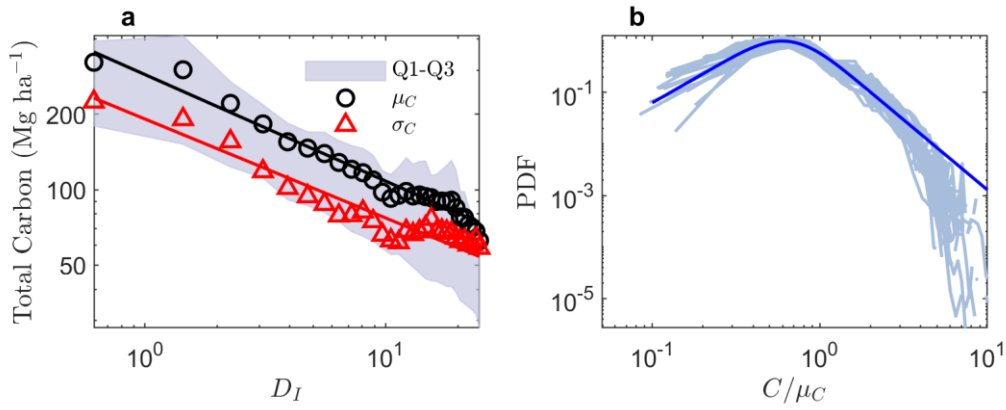 a
Total Carbon (Mg ha⁻¹)
200
100
50
10⁰
10¹
D_I
Q1-Q3
μ_C
σ_C
b
PDF
10⁻¹
10⁻³
10⁻⁵
10⁻¹
10⁰
10¹
C/μ_C